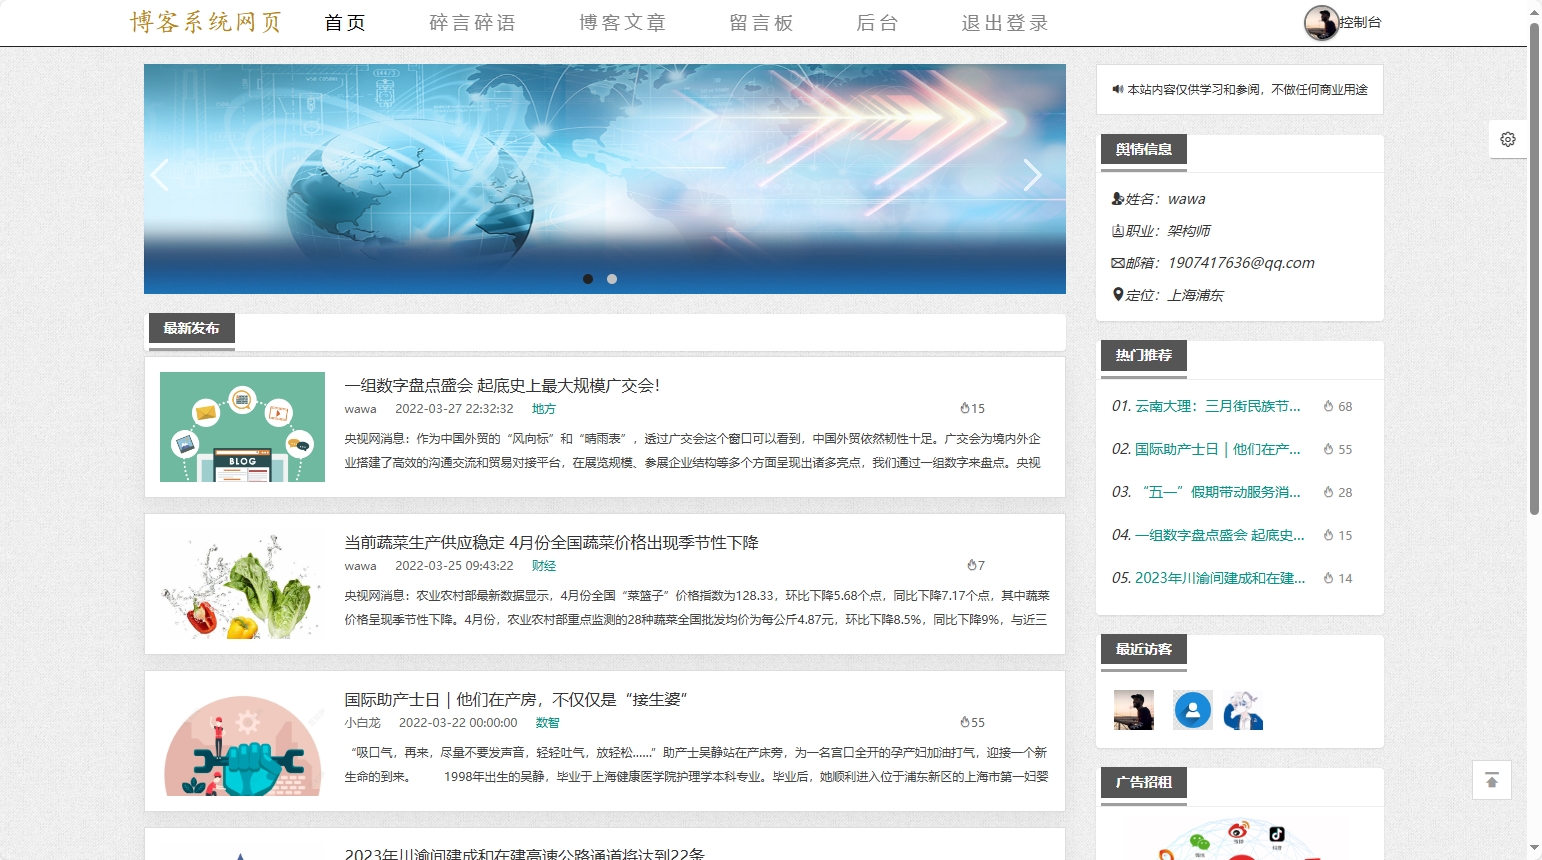 博客系统网页
首页
碎言碎语
博客文章
留言板
后台
退出登录
控制台
本站内容仅供学习和参阅，不做任何商业用途
舆情信息
姓名：wawa
职业：架构师
邮箱：1907417636@qq.com
定位：上海浦东
最新发布
一组数字盘点盛会 起底史上最大规模广交会！
wawa 2022-03-27 22:32:32 地方 15
央视网消息：作为中国外贸的“风向标”和“晴雨表”，透过广交会这个窗口可以看到，中国外贸依然韧性十足。广交会为境内外企
业搭建了高效的沟通交流和贸易对接平台，在展览规模、参展企业结构等多个方面呈现出诸多亮点，我们通过一组数字来盘点。央视
BLOG
当前蔬菜生产供应稳定 4月份全国蔬菜价格出现季节性下降
wawa 2022-03-25 09:43:22 财经 7
央视网消息：农业农村部最新数据显示，4月份全国“菜篮子”价格指数为128.33，环比下降5.68个点，同比下降7.17个点，其中蔬菜
价格呈现季节性下降。4月份，农业农村部重点监测的28种蔬菜全国批发均价为每公斤4.87元，环比下降8.5%，同比下降9%，与近三
国际助产士日 | 他们在产房，不仅仅是“接生婆”
小白龙 2022-03-22 00:00:00 数智 55
“吸口气，再来，尽量不要发声音，轻轻吐气，放轻松……”助产士吴静站在产床旁，为一名宫口全开的孕产妇加油打气，迎接一个新
生命的到来。 1998年出生的吴静，毕业于上海健康医学院护理学本科专业。毕业后，她顺利进入位于浦东新区的上海市第一妇婴
2023年川渝间建成和在建高速公路通道将达到22条
热门推荐
01. 云南大理：三月街民族节... 68
02. 国际助产士日 | 他们在产... 55
03. “五一”假期带动服务消... 28
04. 一组数字盘点盛会 起底史... 15
05. 2023年川渝间建成和在建... 14
最近访客
广告招租